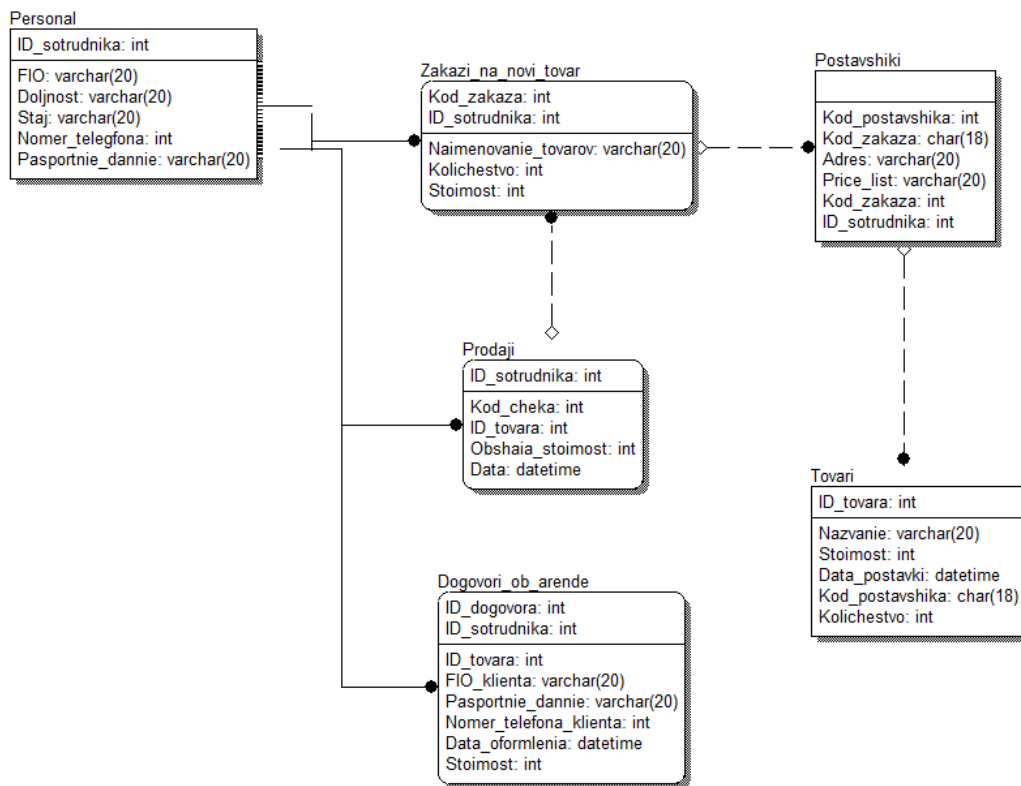 Personal
ID_sotrudnika: int
FIO: varchar(20)
Doljnost: varchar(20)
Staj: varchar(20)
Nomer_telegfona: int
Pasportnie_dannie: varchar(20)
Zakazi_na_novi_tovar
Kod_zakaza: int
ID_sotrudnika: int
Naimenovanie_tovarov: varchar(20)
Kolichestvo: int
Stoimost: int
Postavshiki
Kod_postavshika: int
Kod_zakaza: char(18)
Adres: varchar(20)
Price_list: varchar(20)
Kod_zakaza: int
ID_sotrudnika: int
Prodaji
ID_sotrudnika: int
Kod_cheka: int
ID_tovara: int
Obshaia_stoimost: int
Data: datetime
Tovari
ID_tovara: int
Nazvanie: varchar(20)
Stoimost: int
Data_postavki: datetime
Kod_postavshika: char(18)
Kolichestvo: int
Dogovori_ob_arende
ID_dogovora: int
ID_sotrudnika: int
ID_tovara: int
FIO_klienta: varchar(20)
Pasportnie_dannie: varchar(20)
Nomer_telefona_klienta: int
Data_oformlenia: datetime
Stoimost: int